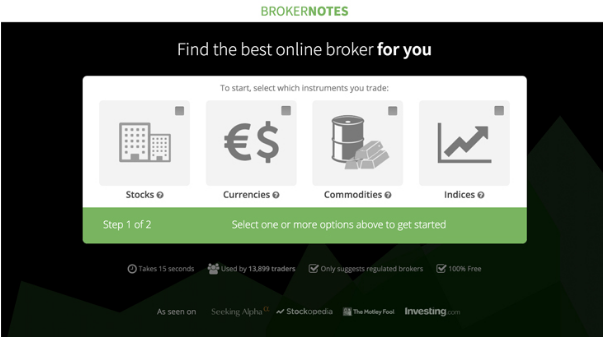 BROKERNOTES
Find the best online broker for you
To start, select which instruments you trade:
€$
Stocks ?
Currencies ?
Commodities ?
Indices ?
Step 1 of 2
Select one or more options above to get started
Takes 15 seconds
Used by 13,899 traders
Only suggests regulated brokers
100% Free
As seen on
Seeking Alpha α
Stockopedia
The Motley Fool
Investing.com